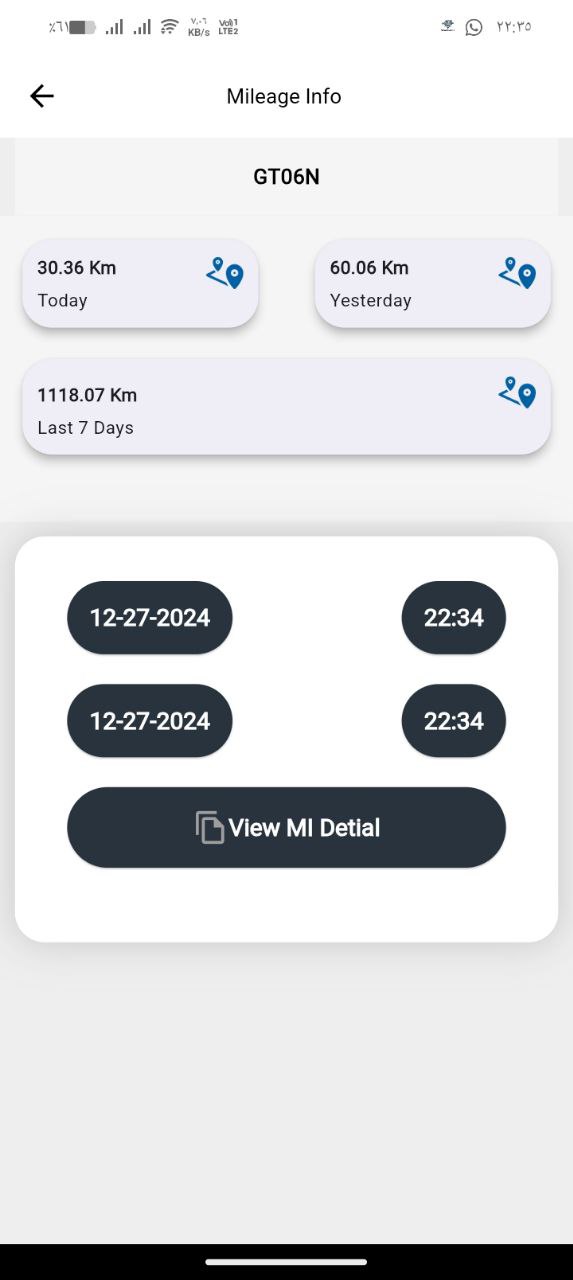 ٪٦١
٧.٠٦ KB/s
Vo))1 LTE2
٢٢:٣٥
Mileage Info
GT06N
30.36 Km
Today
60.06 Km
Yesterday
1118.07 Km
Last 7 Days
12-27-2024
22:34
12-27-2024
22:34
View MI Detial